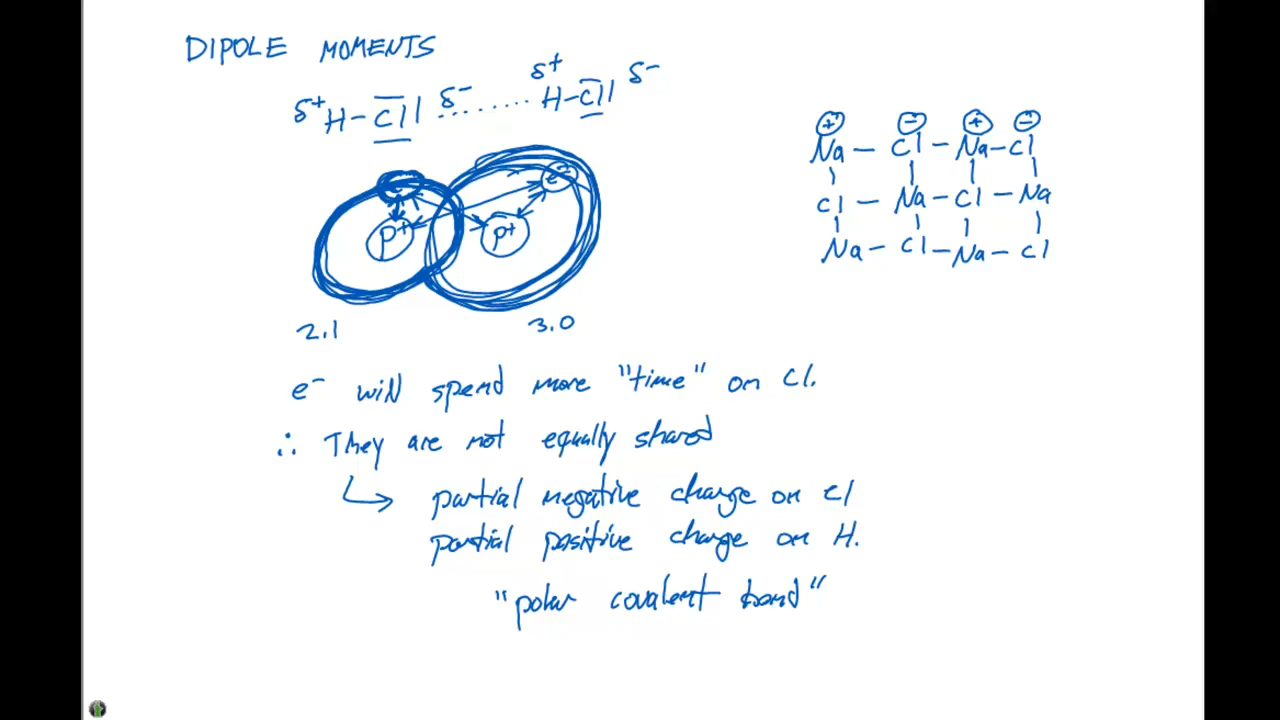 DIPOLE MOMENTS
δ+ H – Cl δ- ........ δ+ H – Cl δ-
+ - + -
Na – Cl – Na – Cl
Cl – Na – Cl – Na
Na – Cl – Na – Cl
e- e-
p+ p+
2.1 3.0
e- will spend more "time" on Cl.
∴ They are not equally shared
↳ partial negative charge on Cl
partial positive charge on H.
"polar covalent bond"